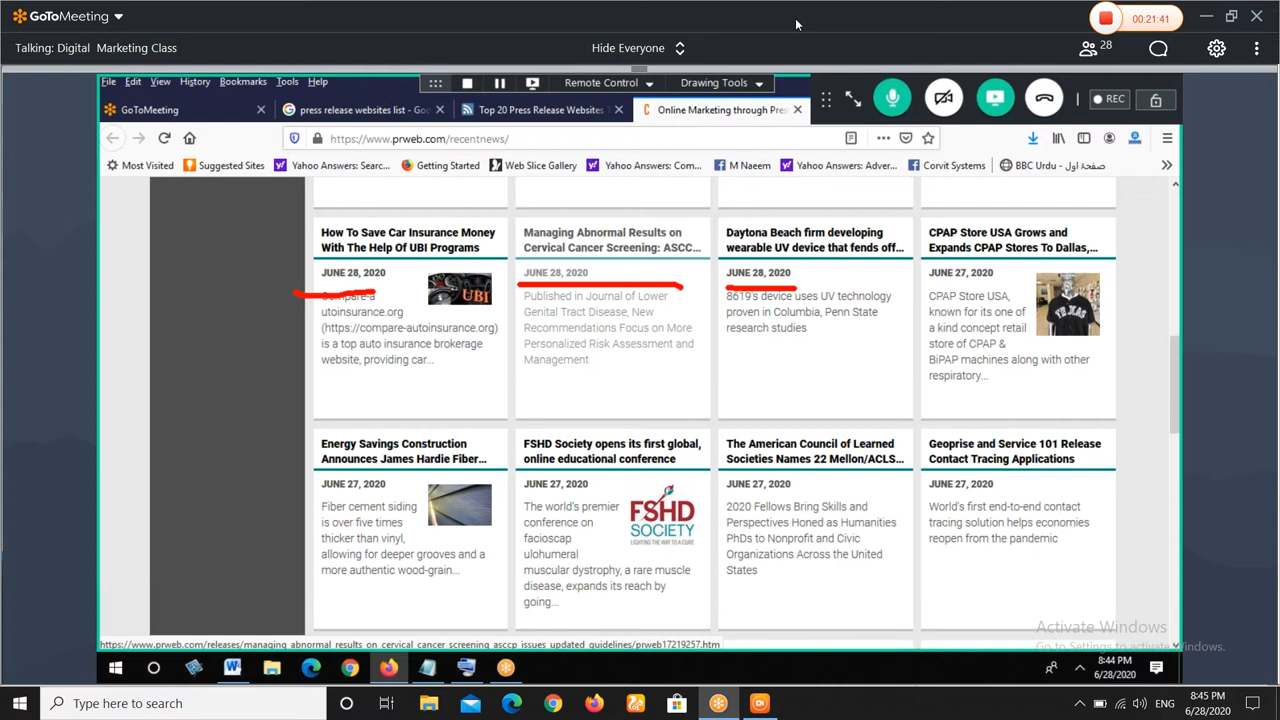 GoToMeeting
00:21:41
Talking: Digital Marketing Class
Hide Everyone
28
File Edit View History Bookmarks Tools Help
Remote Control
Drawing Tools
GoToMeeting
press release websites list - Go
Top 20 Press Release Websites
Online Marketing through Pres
REC
https://www.prweb.com/recentnews/
Most Visited
Suggested Sites
Yahoo Answers: Searc...
Getting Started
Web Slice Gallery
Yahoo Answers: Com...
M Naeem
Yahoo Answers: Adver...
Corvit Systems
BBC Urdu - صفحۂ اول
How To Save Car Insurance Money
With The Help Of UBI Programs
JUNE 28, 2020
Compare-a
utoinsurance.org
(https://compare-autoinsurance.org)
is a top auto insurance brokerage
website, providing car...
UBI
Managing Abnormal Results on
Cervical Cancer Screening: ASCC...
JUNE 28, 2020
Published in Journal of Lower
Genital Tract Disease, New
Recommendations Focus on More
Personalized Risk Assessment and
Management
Daytona Beach firm developing
wearable UV device that fends off...
JUNE 28, 2020
8619's device uses UV technology
proven in Columbia, Penn State
research studies
CPAP Store USA Grows and
Expands CPAP Stores To Dallas,...
JUNE 27, 2020
CPAP Store USA,
known for its one of
a kind concept retail
store of CPAP &
BiPAP machines along with other
respiratory...
Energy Savings Construction
Announces James Hardie Fiber...
JUNE 27, 2020
Fiber cement siding
is over five times
thicker than vinyl,
allowing for deeper grooves and a
more authentic wood-grain...
FSHD Society opens its first global,
online educational conference
JUNE 27, 2020
The world's premier
conference on
facioscap
ulohumeral
muscular dystrophy, a rare muscle
disease, expands its reach by
going...
FSHD
SOCIETY
LIGHTING THE WAY TO A CURE
The American Council of Learned
Societies Names 22 Mellon/ACLS...
JUNE 27, 2020
2020 Fellows Bring Skills and
Perspectives Honed as Humanities
PhDs to Nonprofit and Civic
Organizations Across the United
States
Geoprise and Service 101 Release
Contact Tracing Applications
JUNE 27, 2020
World's first end-to-end contact
tracing solution helps economies
reopen from the pandemic
https://www.prweb.com/releases/managing_abnormal_results_on_cervical_cancer_screening_asccp_issues_updated_guidelines/prweb17219257.htm
Activate Windows
Go to Settings to activate Windows.
8:44 PM
6/28/2020
Type here to search
ENG
8:45 PM
6/28/2020